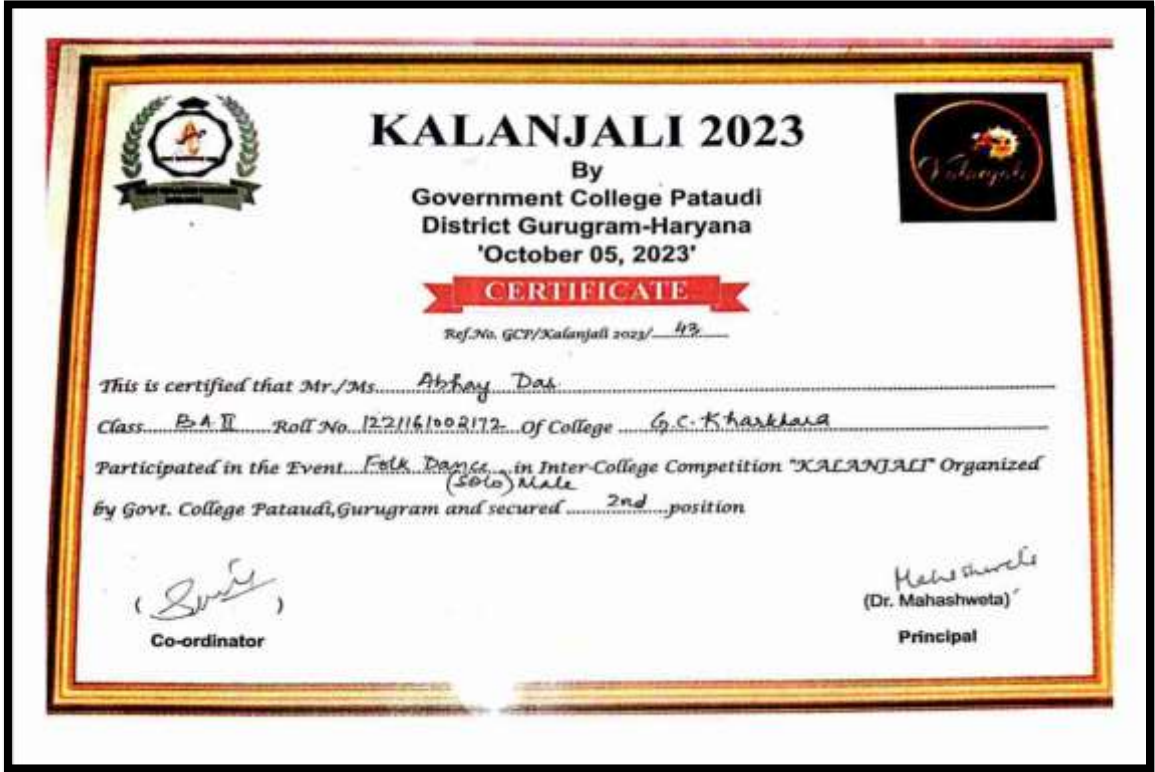 KALANJALI 2023
Kalanjali
By
Government College Pataudi
District Gurugram-Haryana
'October 05, 2023'
CERTIFICATE
Ref.No. GCP/Kalanjali 2023/ 43
This is certified that Mr./Ms. Abhay Das
Class BA II Roll No 1221161002172 Of College G.C. Kharkhara
Participated in the Event Folk Dance in Inter-College Competition "KALANJALI" Organized
(Solo) Male
by Govt. College Pataudi,Gurugram and secured 2nd position
Maheshwele
( )
(Dr. Mahashweta)
Co-ordinator
Principal